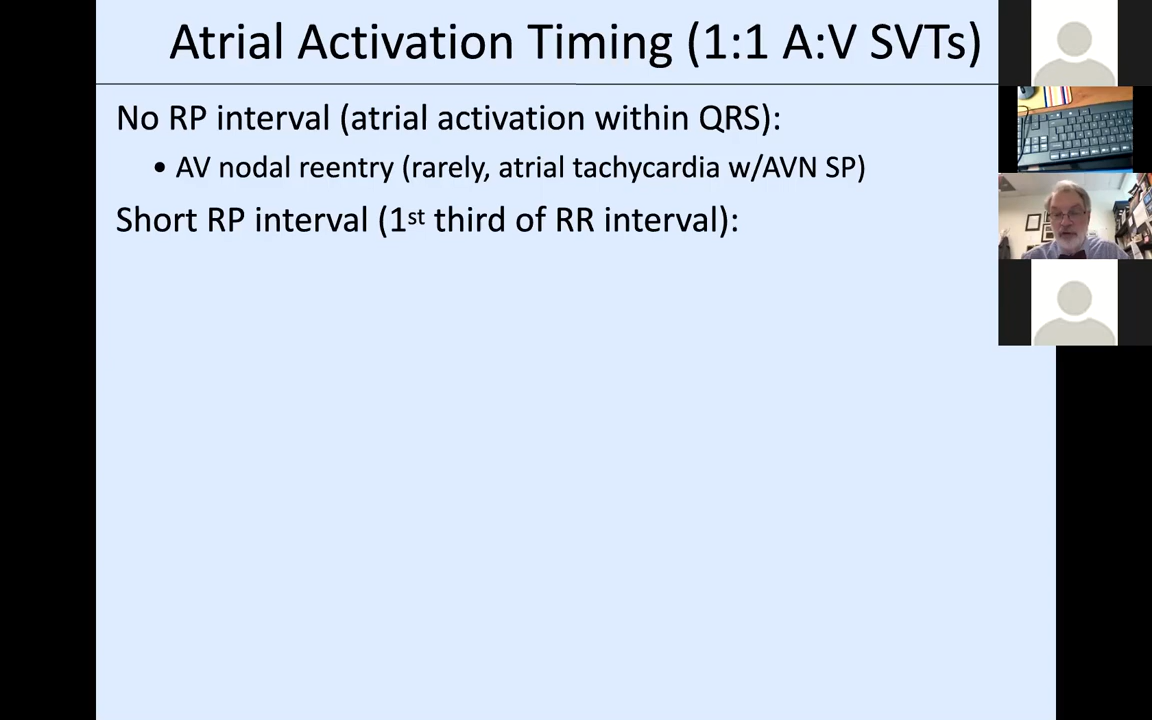 Atrial Activation Timing (1:1 A:V SVTs)
No RP interval (atrial activation within QRS):
• AV nodal reentry (rarely, atrial tachycardia w/AVN SP)
Short RP interval (1st third of RR interval):